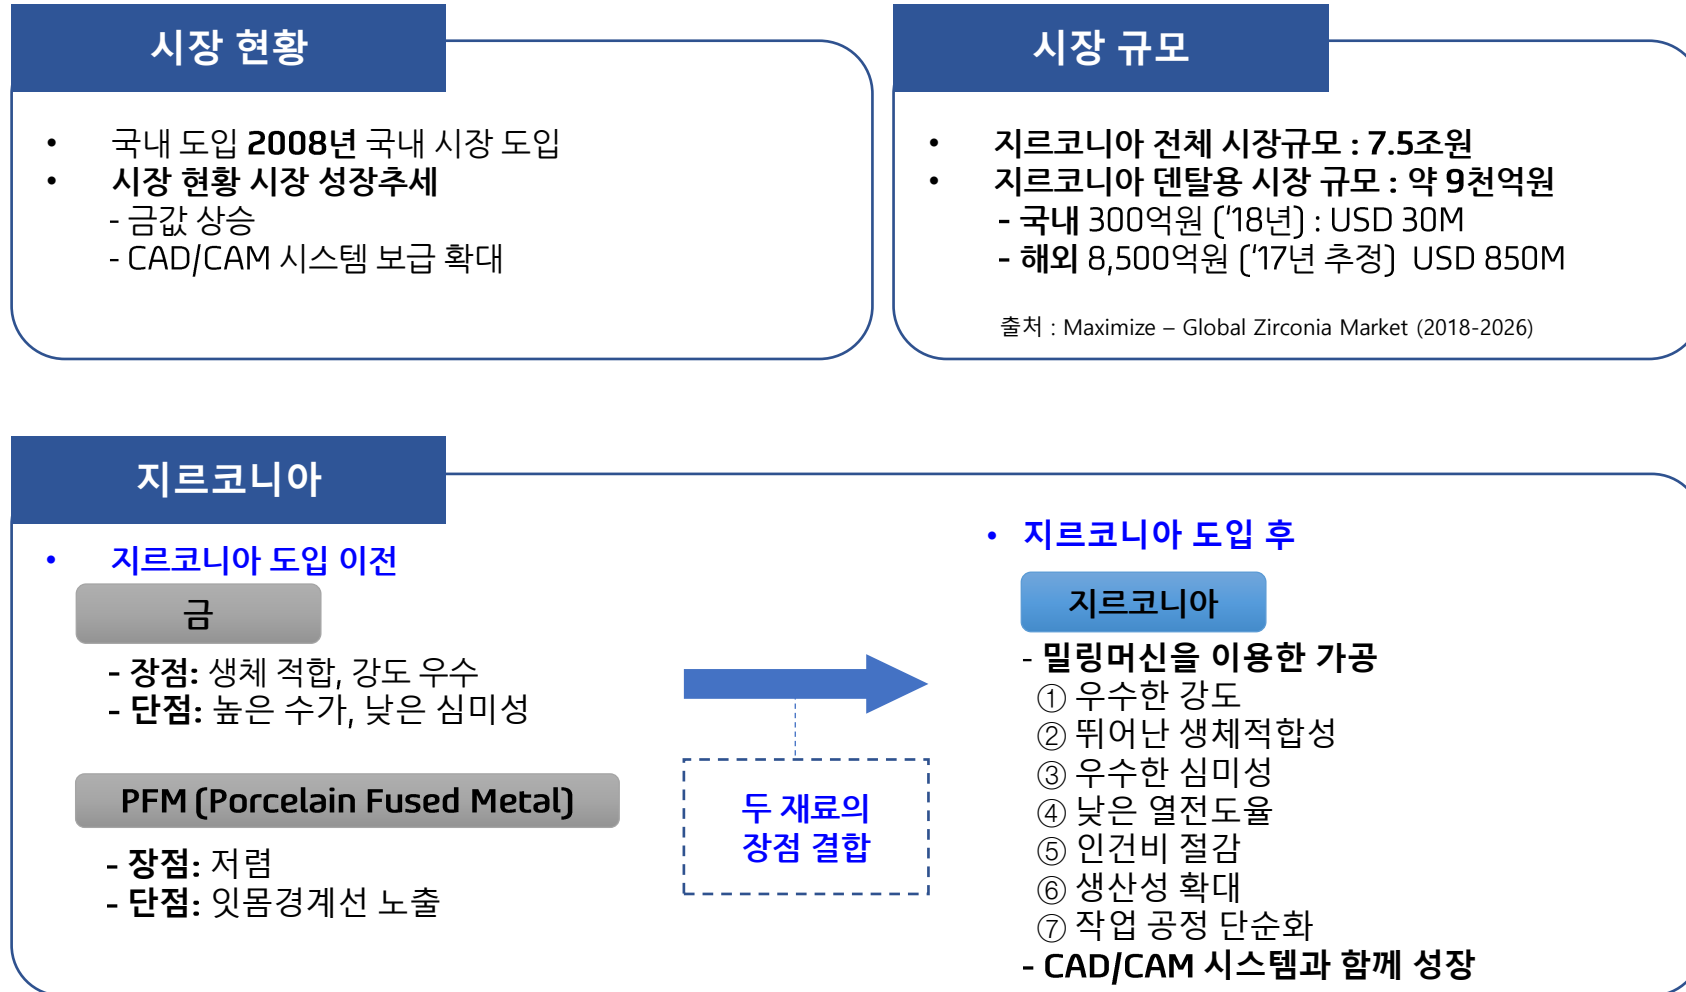 시장 현황
• 국내 도입 2008년 국내 시장 도입
• 시장 현황 시장 성장추세
- 금값 상승
- CAD/CAM 시스템 보급 확대
시장 규모
• 지르코니아 전체 시장규모 : 7.5조원
• 지르코니아 덴탈용 시장 규모 : 약 9천억원
- 국내 300억원 (‘18년) : USD 30M
- 해외 8,500억원 (‘17년 추정) USD 850M
출처 : Maximize – Global Zirconia Market (2018-2026)
지르코니아
• 지르코니아 도입 이전
금
- 장점: 생체 적합, 강도 우수
- 단점: 높은 수가, 낮은 심미성
PFM (Porcelain Fused Metal)
- 장점: 저렴
- 단점: 잇몸경계선 노출
두 재료의
장점 결합
• 지르코니아 도입 후
지르코니아
- 밀링머신을 이용한 가공
① 우수한 강도
② 뛰어난 생체적합성
③ 우수한 심미성
④ 낮은 열전도율
⑤ 인건비 절감
⑥ 생산성 확대
⑦ 작업 공정 단순화
- CAD/CAM 시스템과 함께 성장